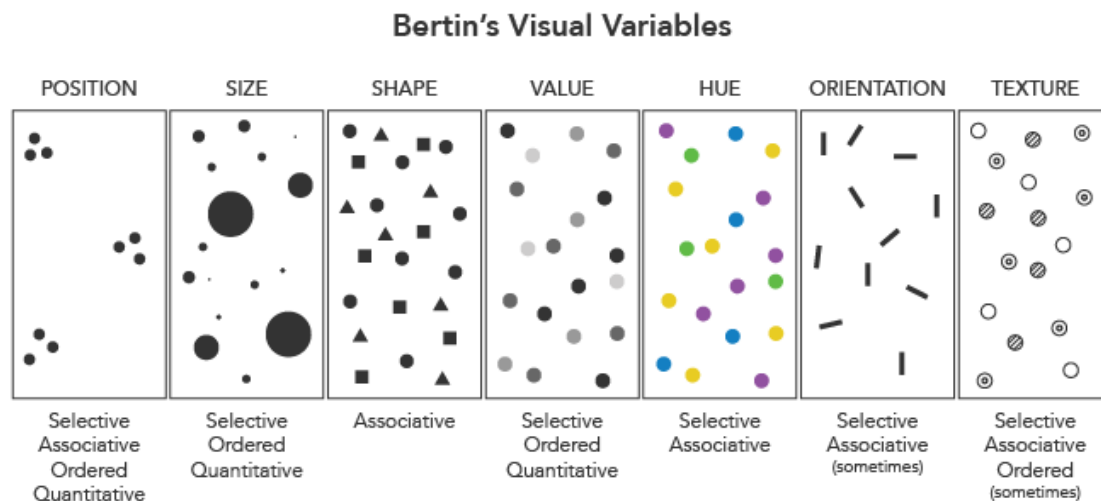 Bertin's Visual Variables
POSITION
SIZE
SHAPE
VALUE
HUE
ORIENTATION
TEXTURE
Selective
Associative
Ordered
Quantitative
Selective
Ordered
Quantitative
Associative
Selective
Ordered
Quantitative
Selective
Associative
Selective
Associative
(sometimes)
Selective
Associative
Ordered
(sometimes)